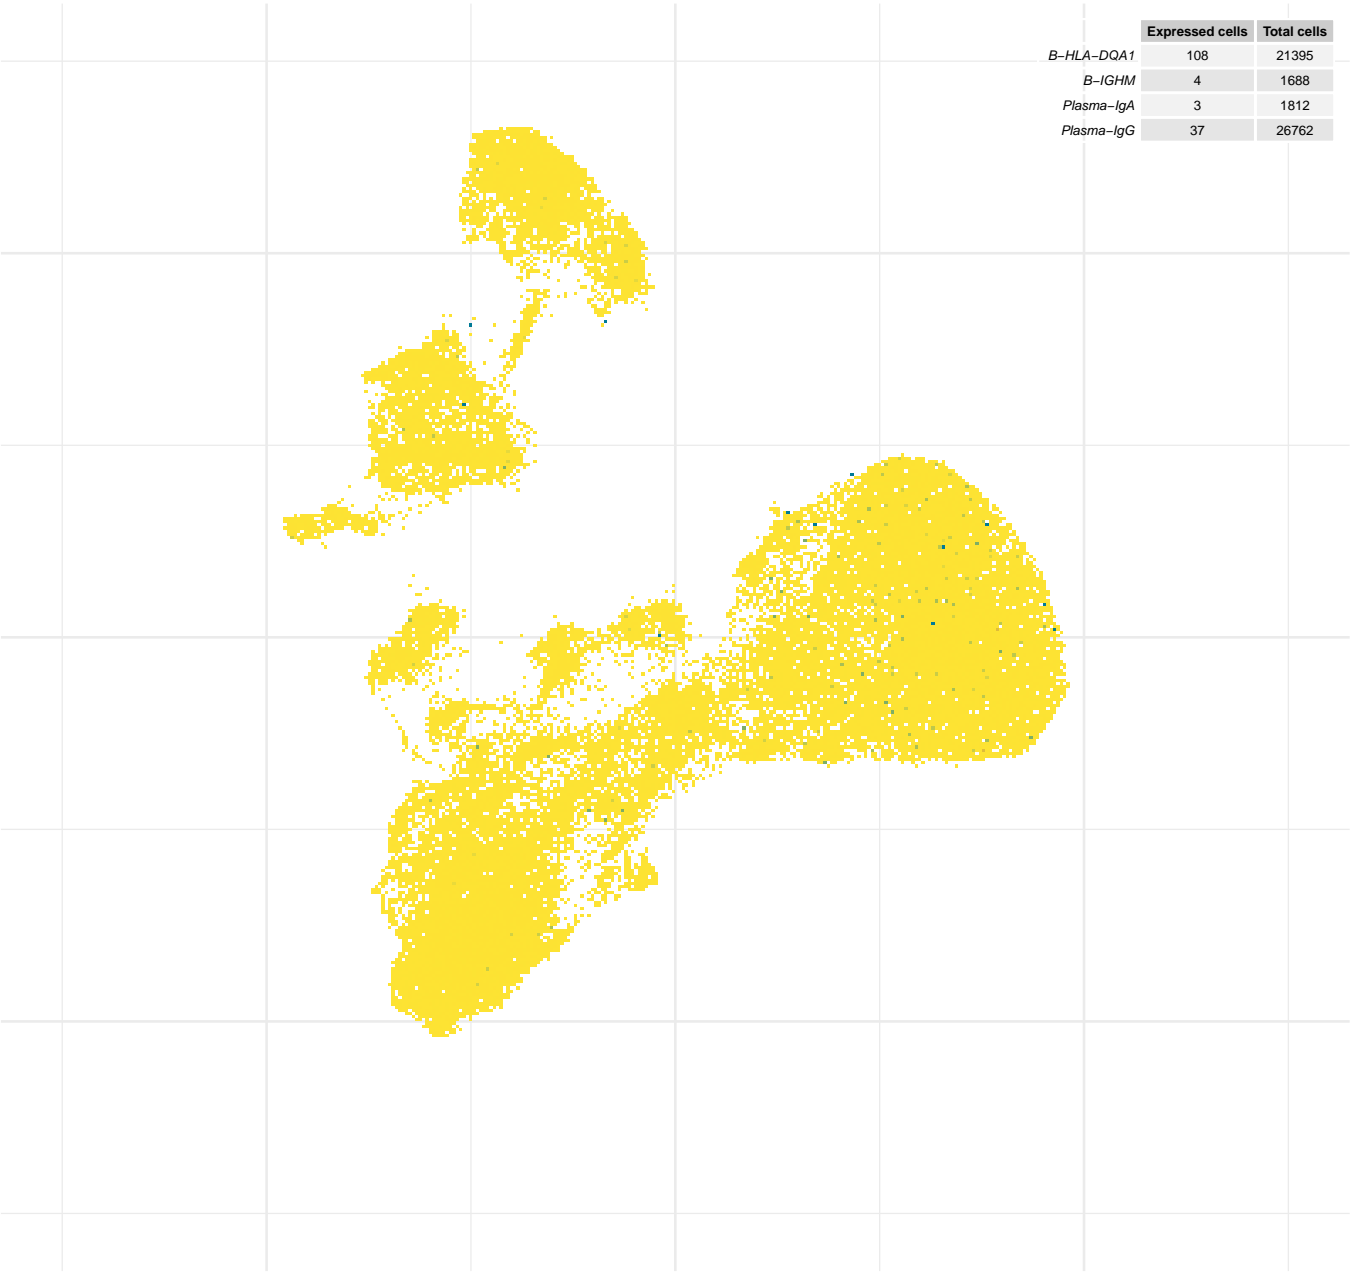 Expressed cells Total cells
B−HLA−DQA1 108 21395
B−IGHM 4 1688
Plasma−IgA 3 1812
Plasma−IgG 37 26762